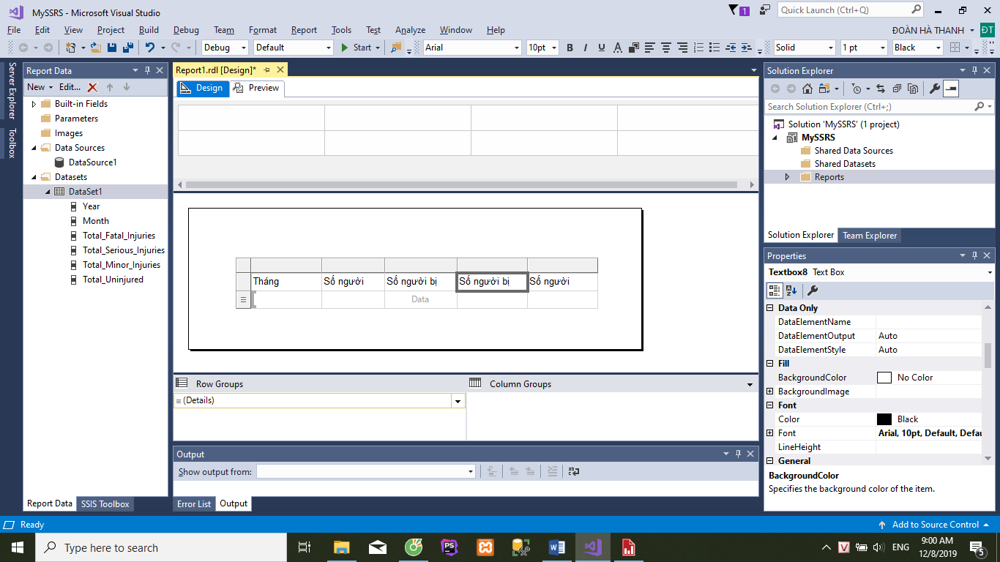 MySSRS - Microsoft Visual Studio
1
Quick Launch (Ctrl+Q)
File Edit View Project Build Debug Team Format Report Tools Test Analyze Window Help
ĐOÀN HÀ THANH ĐT
Debug Default Start Arial 10pt B I U A Solid 1 pt Black
Server Explorer
Toolbox
Report Data
New Edit...
Built-in Fields
Parameters
Images
Data Sources
DataSource1
Datasets
DataSet1
Year
Month
Total_Fatal_Injuries
Total_Serious_Injuries
Total_Minor_Injuries
Total_Uninjured
Report Data SSIS Toolbox
Report1.rdl [Design]*
Design Preview
Tháng Số người Số người bị Số người bị Số người
Data
Row Groups Column Groups
(Details)
Output
Show output from:
Error List Output
Solution Explorer
Search Solution Explorer (Ctrl+;)
Solution 'MySSRS' (1 project)
MySSRS
Shared Data Sources
Shared Datasets
Reports
Solution Explorer Team Explorer
Properties
Textbox8 Text Box
Data Only
DataElementName
DataElementOutput Auto
DataElementStyle Auto
Fill
BackgroundColor No Color
BackgroundImage
Font
Color Black
Font Arial, 10pt, Default, Defau
LineHeight
General
BackgroundColor
Specifies the background color of the item.
Ready Add to Source Control
Type here to search
PS
V ENG
9:00 AM
12/8/2019
5